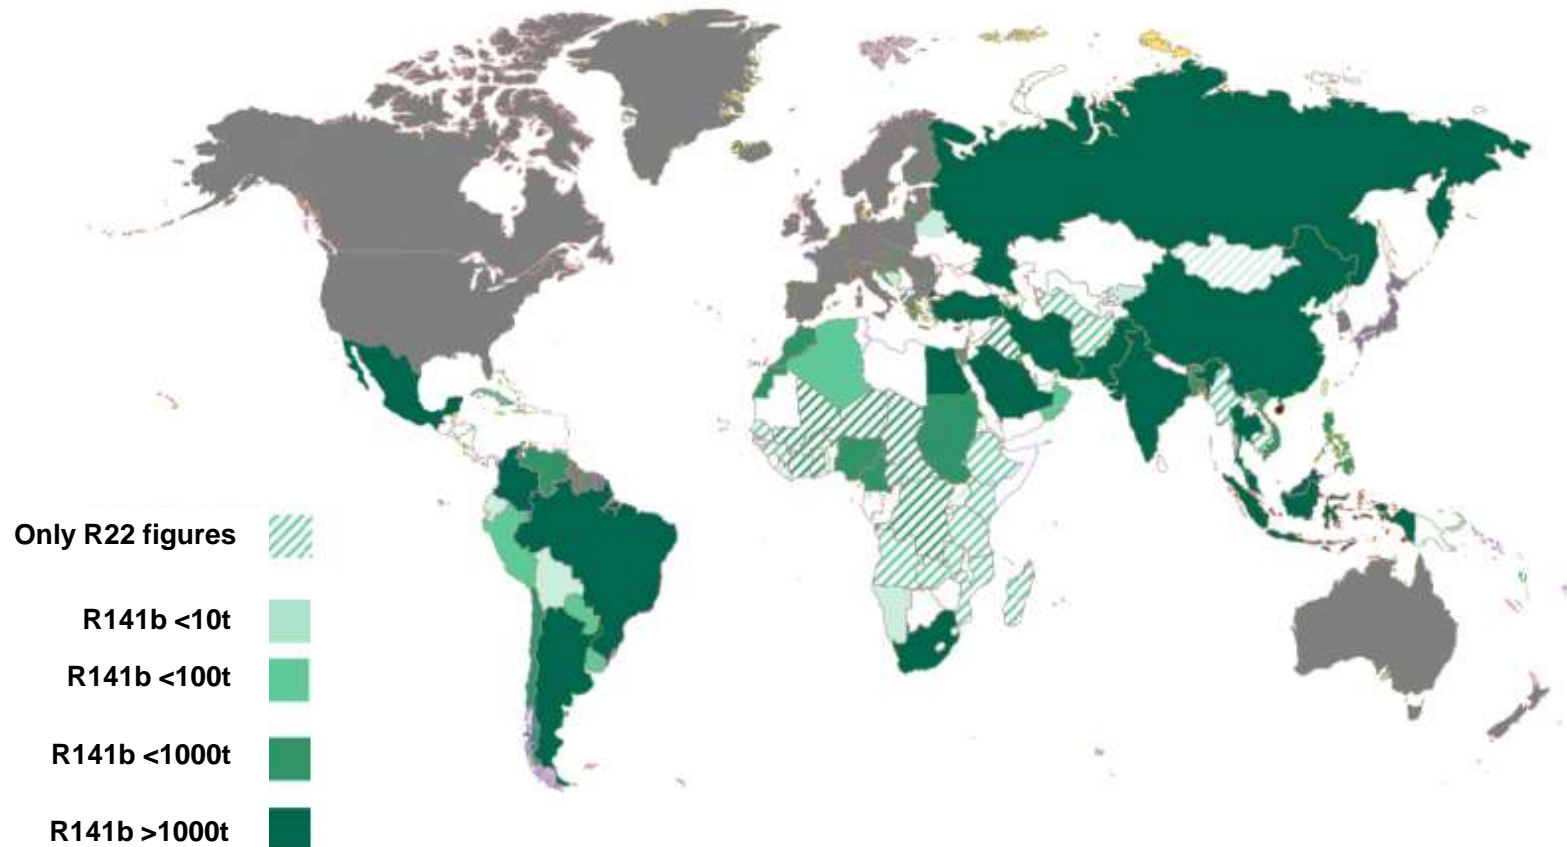 Only R22 figures
R141b <10t
R141b <100t
R141b <1000t
R141b >1000t